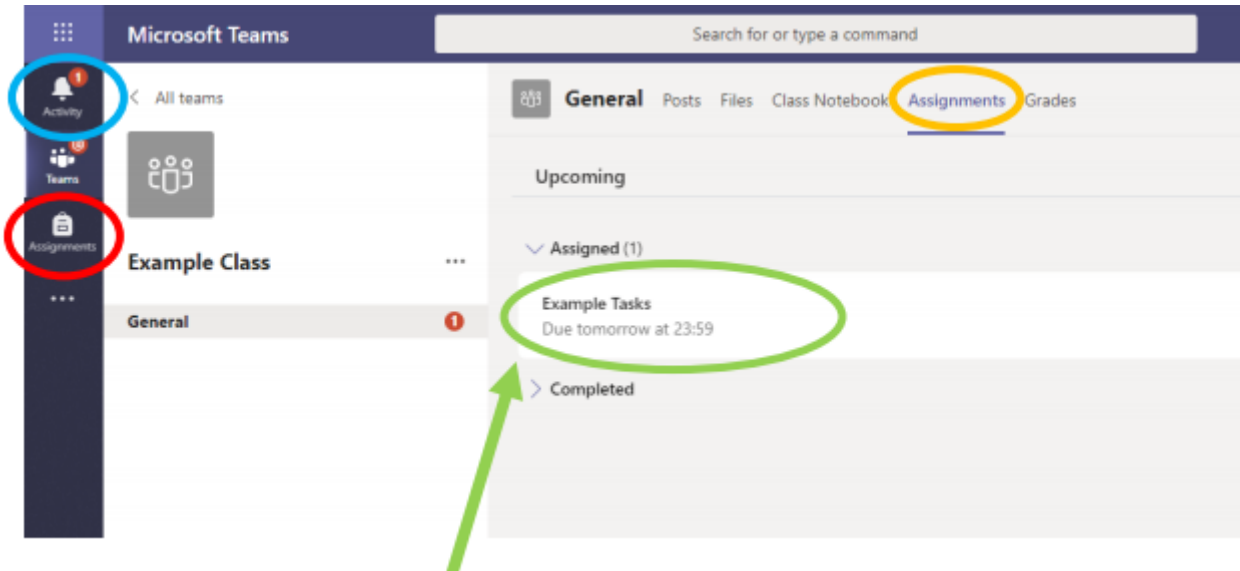 Microsoft Teams
Search for or type a command
1
Activity
Teams
Assignments
All teams
Example Class
General
1
General Posts Files Class Notebook Assignments Grades
Upcoming
Assigned (1)
Example Tasks
Due tomorrow at 23:59
Completed